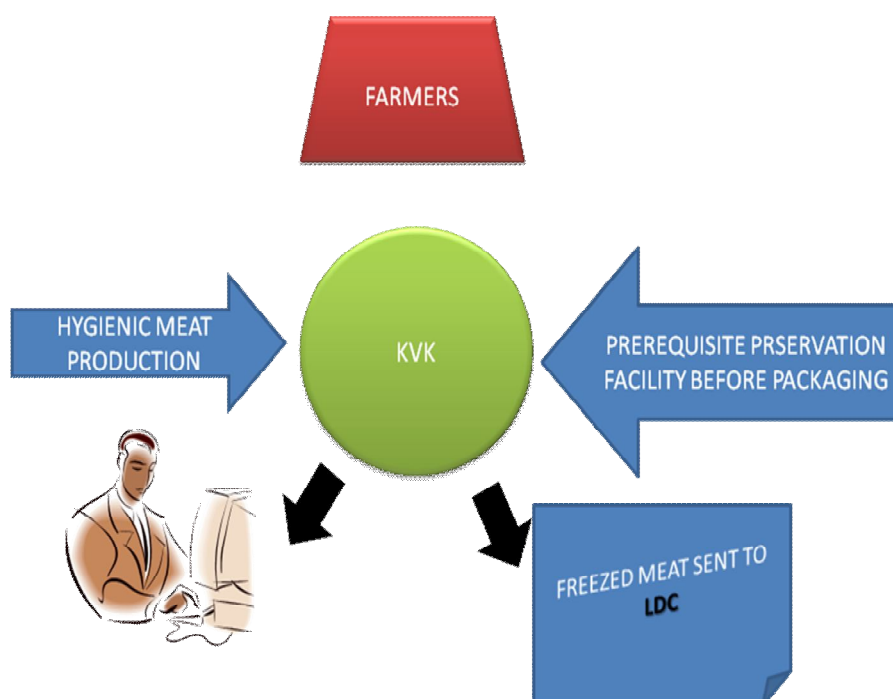 FARMERS
HYGIENIC MEAT
PRODUCTION
KVK
PREREQUISITE PRSERVATION
FACILITY BEFORE PACKAGING
FREEZED MEAT SENT TO
LDC